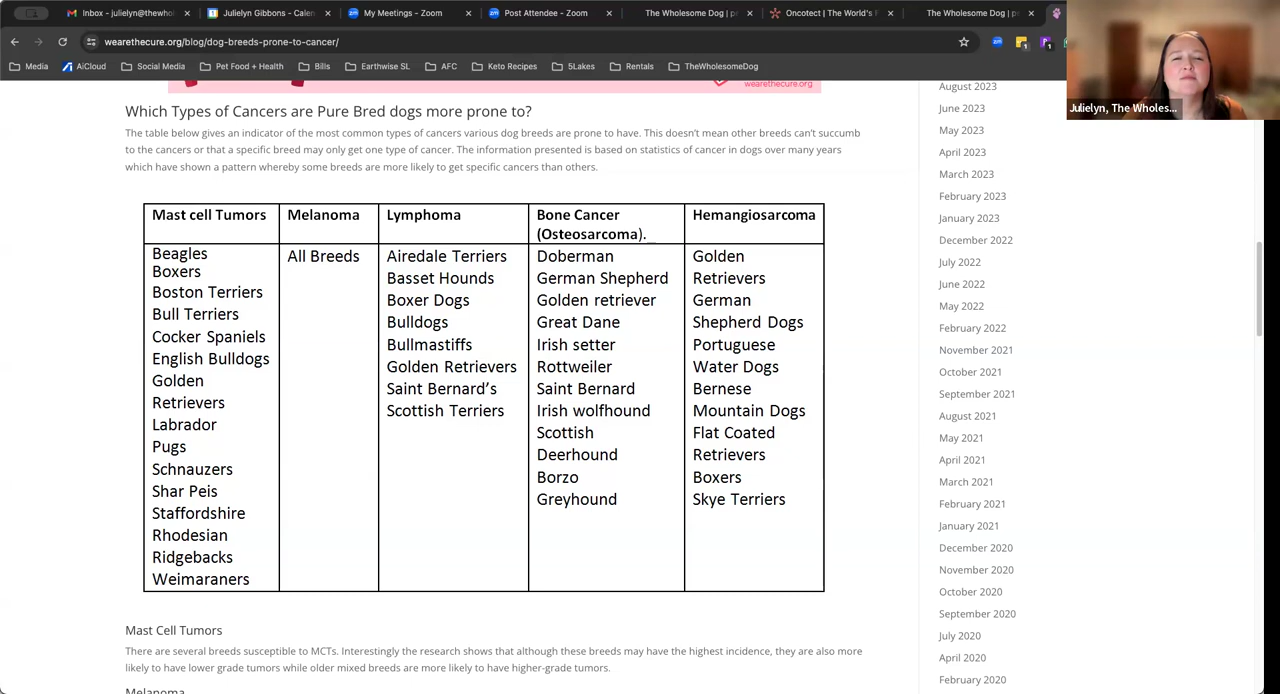 Inbox - julielyn@thewhol
Julielyn Gibbons - Calen
My Meetings - Zoom
Post Attendee - Zoom
The Wholesome Dog | p
Oncotect | The World's F
The Wholesome Dog | p
wearethecure.org/blog/dog-breeds-prone-to-cancer/
Media
AiCloud
Social Media
Pet Food + Health
Bills
Earthwise SL
AFC
Keto Recipes
5Lakes
Rentals
TheWholesomeDog
Julielyn, The Wholes...
wearethecure.org
Which Types of Cancers are Pure Bred dogs more prone to?
The table below gives an indicator of the most common types of cancers various dog breeds are prone to have. This doesn't mean other breeds can't succumb
to the cancers or that a specific breed may only get one type of cancer. The information presented is based on statistics of cancer in dogs over many years
which have shown a pattern whereby some breeds are more likely to get specific cancers than others.
Mast cell Tumors
Beagles
Boxers
Boston Terriers
Bull Terriers
Cocker Spaniels
English Bulldogs
Golden
Retrievers
Labrador
Pugs
Schnauzers
Shar Peis
Staffordshire
Rhodesian
Ridgebacks
Weimaraners
Melanoma
All Breeds
Lymphoma
Airedale Terriers
Basset Hounds
Boxer Dogs
Bulldogs
Bullmastiffs
Golden Retrievers
Saint Bernard's
Scottish Terriers
Bone Cancer
(Osteosarcoma).
Doberman
German Shepherd
Golden retriever
Great Dane
Irish setter
Rottweiler
Saint Bernard
Irish wolfhound
Scottish
Deerhound
Borzo
Greyhound
Hemangiosarcoma
Golden
Retrievers
German
Shepherd Dogs
Portuguese
Water Dogs
Bernese
Mountain Dogs
Flat Coated
Retrievers
Boxers
Skye Terriers
Mast Cell Tumors
There are several breeds susceptible to MCTs. Interestingly the research shows that although these breeds may have the highest incidence, they are also more
likely to have lower grade tumors while older mixed breeds are more likely to have higher-grade tumors.
Melanoma
August 2023
June 2023
May 2023
April 2023
March 2023
February 2023
January 2023
December 2022
July 2022
June 2022
May 2022
February 2022
November 2021
October 2021
September 2021
August 2021
May 2021
April 2021
March 2021
February 2021
January 2021
December 2020
November 2020
October 2020
September 2020
July 2020
April 2020
February 2020